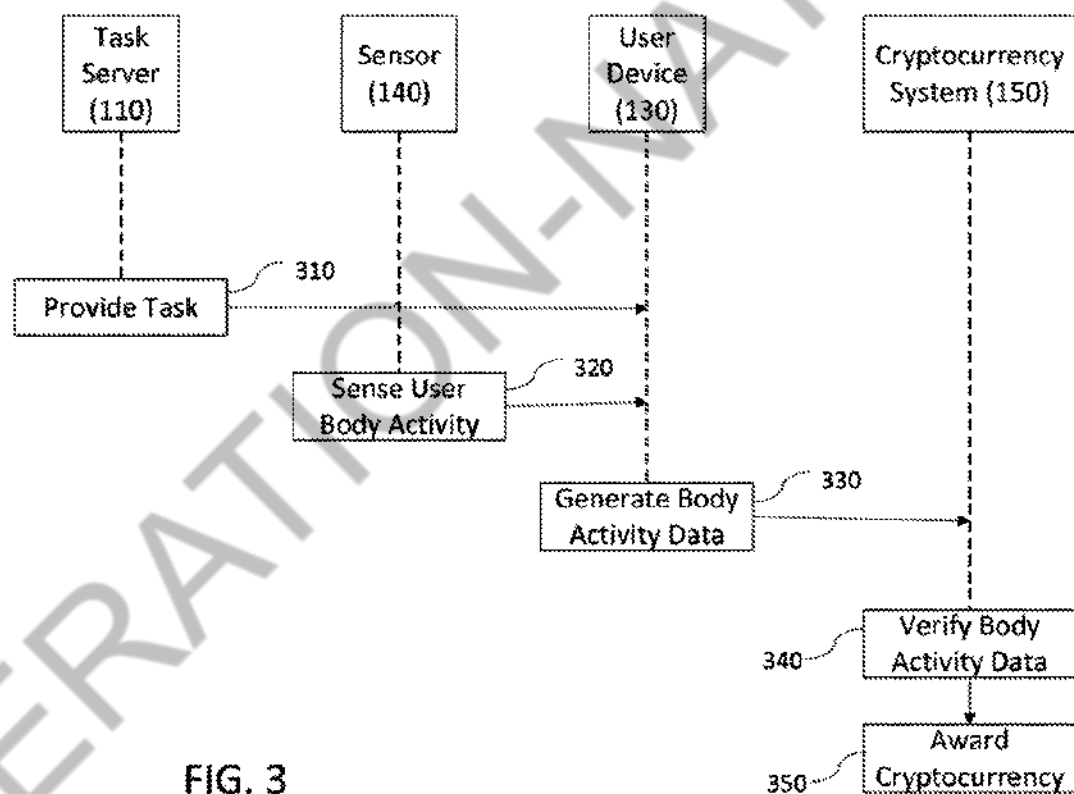 Task
Server
(110)
Sensor
(140)
User
Device
(130)
Cryptocurrency
System (150)
310
Provide Task
320
Sense User
Body Activity
330
Generate Body
Activity Data
Verify Body
Activity Data
340
Award
Cryptocurrency
350
FIG. 3
ERATION-NA